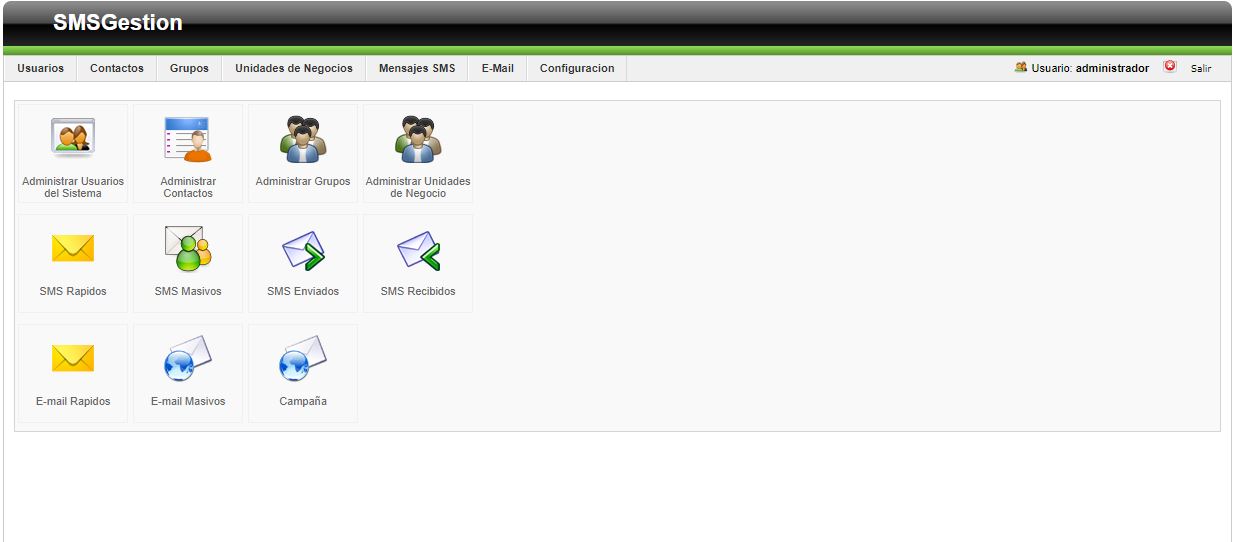 SMSGestion
Usuarios Contactos Grupos Unidades de Negocios Mensajes SMS E-Mail Configuracion Usuario: administrador Salir
Administrar Usuarios del Sistema
Administrar Contactos
Administrar Grupos
Administrar Unidades de Negocio
SMS Rapidos
SMS Masivos
SMS Enviados
SMS Recibidos
E-mail Rapidos
E-mail Masivos
Campaña